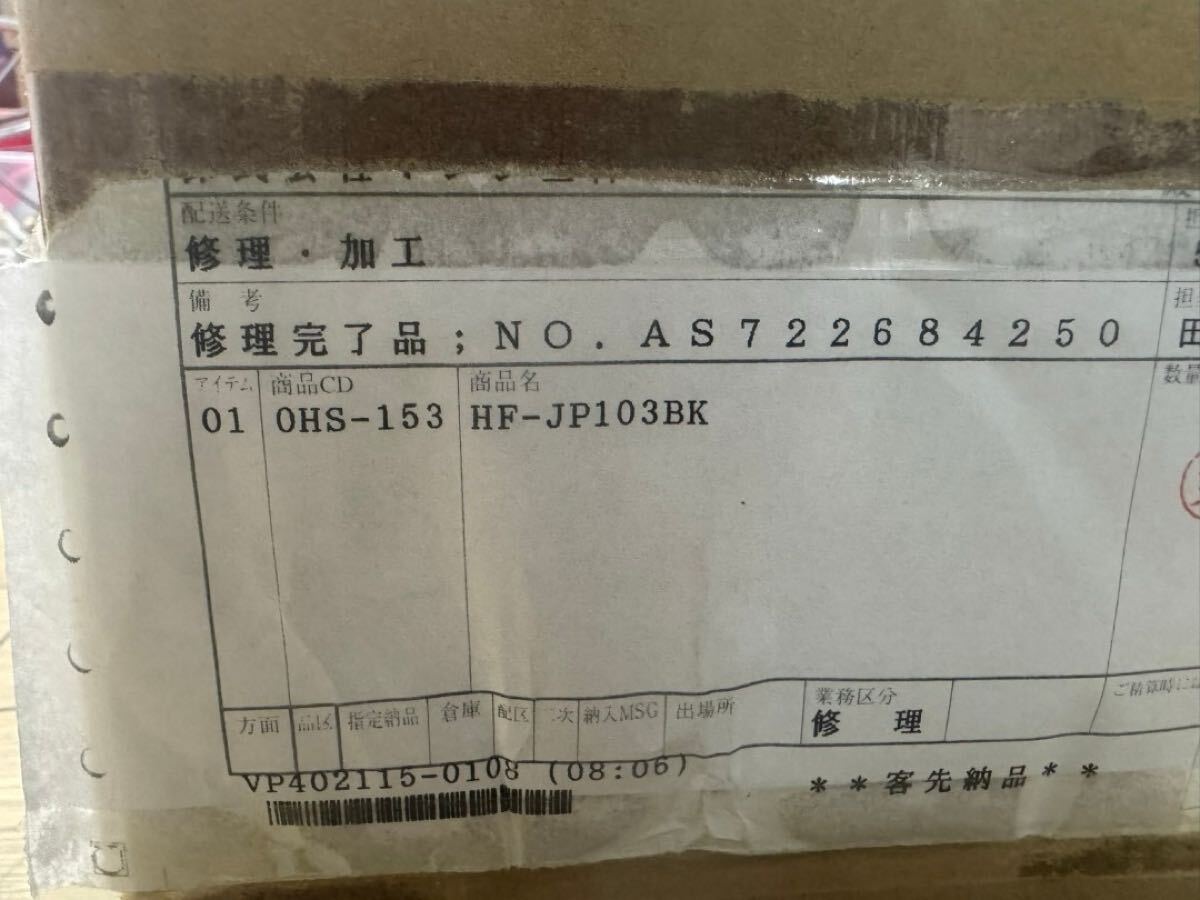 配送条件
修理・加工
備考
修理完了品;NO.AS722684250
アイテム 商品CD 商品名 数量
01 OHS-153 HF-JP103BK
方面 品区 指定納品 倉庫 配区 二次 納入MSG 出場所 業務区分
修理
VP402115-0108 (08:06)
**客先納品**